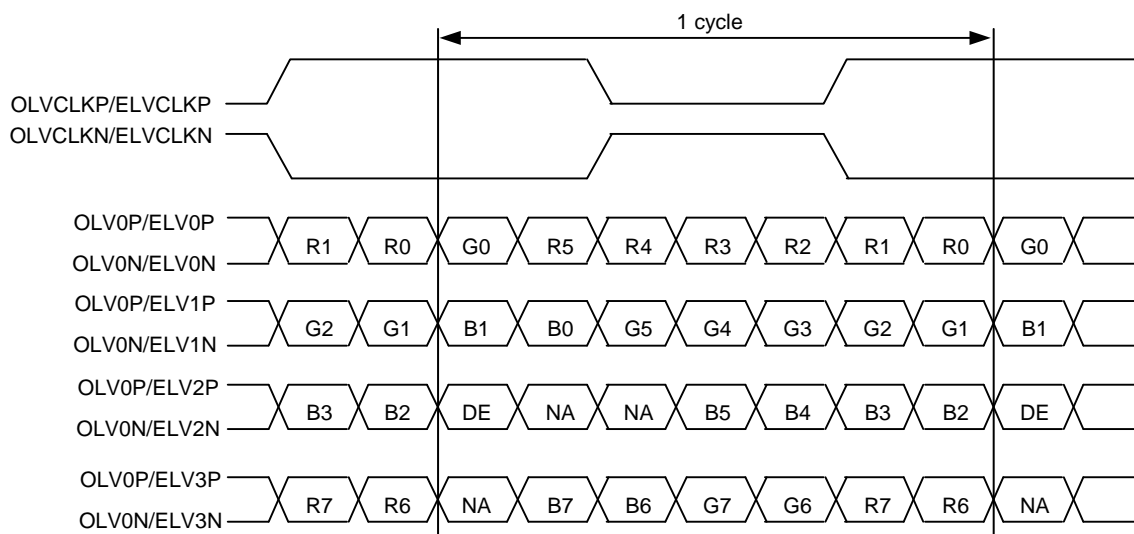 1 cycle
OLVCLKP/ELVCLKP
OLVCLKN/ELVCLKN
OLV0P/ELV0P
R1 R0 G0 R5 R4 R3 R2 R1 R0 G0
OLV0N/ELV0N
OLV0P/ELV1P
G2 G1 B1 B0 G5 G4 G3 G2 G1 B1
OLV0N/ELV1N
OLV0P/ELV2P
B3 B2 DE NA NA B5 B4 B3 B2 DE
OLV0N/ELV2N
OLV0P/ELV3P
R7 R6 NA B7 B6 G7 G6 R7 R6 NA
OLV0N/ELV3N